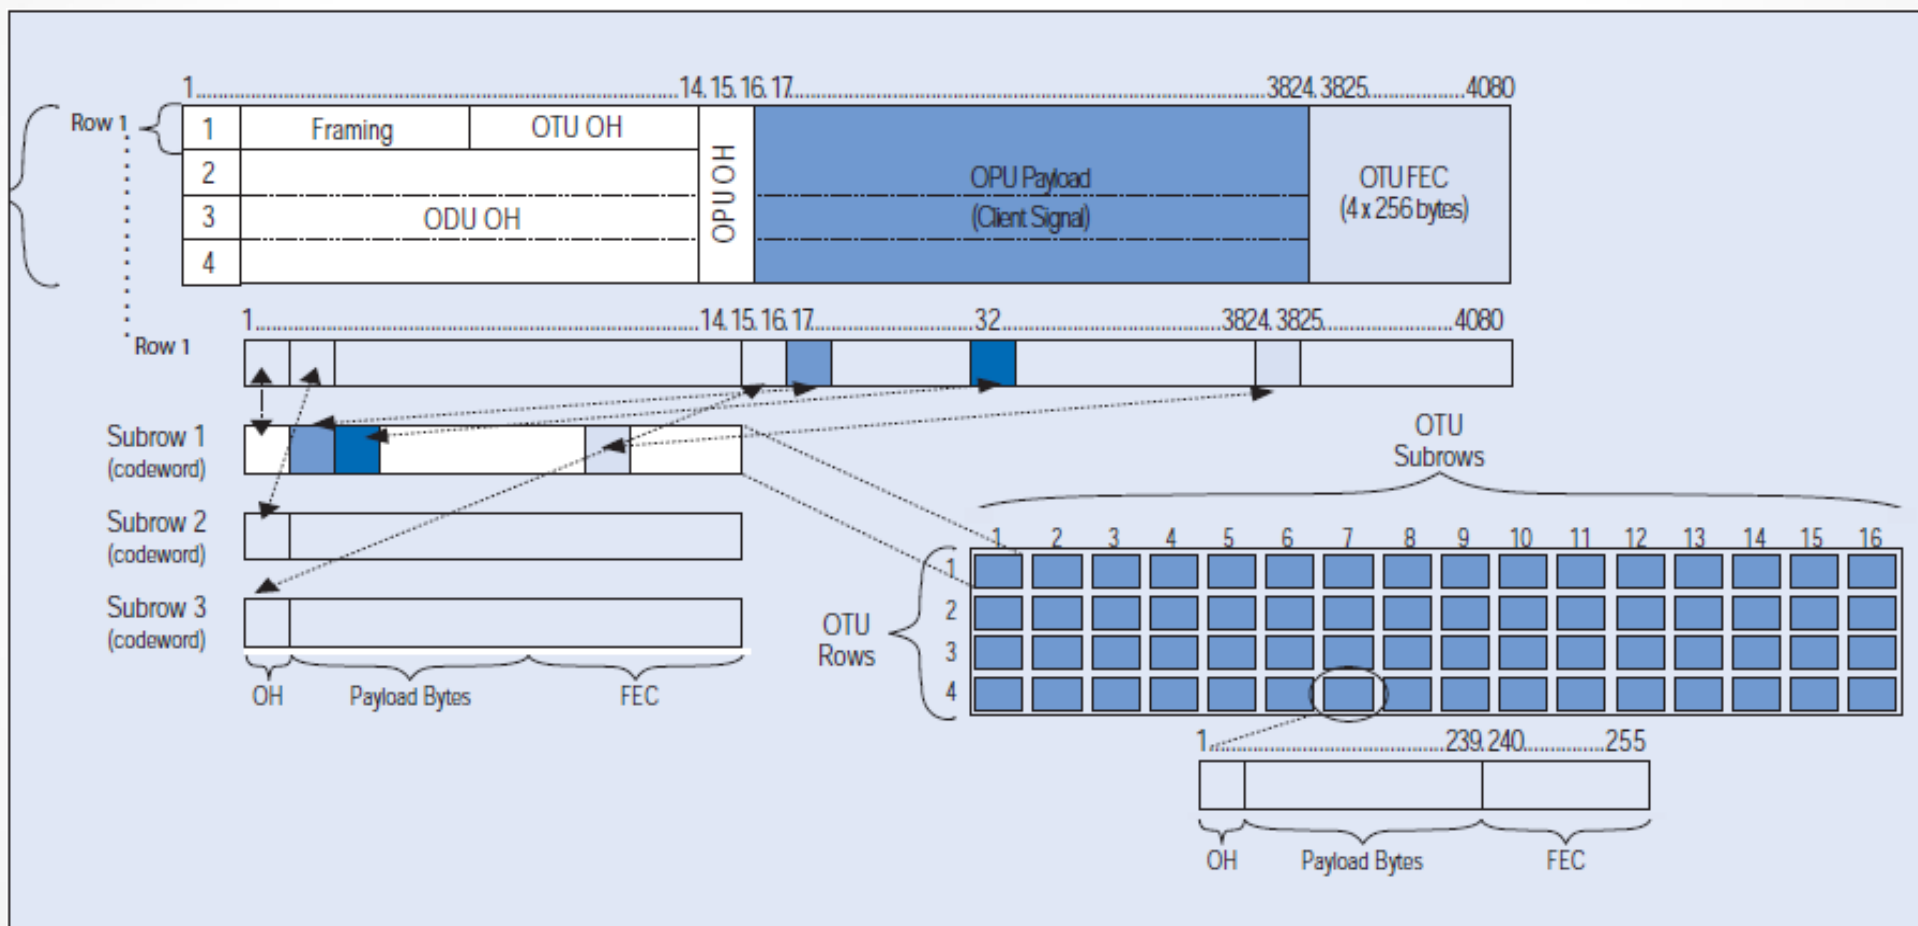 1..........................................................14.15.16.17............................................................3824.3825....................4080
Row 1
1 Framing OTU OH
2
3 ODU OH
4
OPU OH
OPU Payload
(Client Signal)
OTU FEC
(4 x 256 bytes)
1..........................................................14.15.16.17....................32..............................3824.3825....................4080
Row 1
Subrow 1
(codeword)
Subrow 2
(codeword)
Subrow 3
(codeword)
OH Payload Bytes FEC
OTU
Subrows
1 2 3 4 5 6 7 8 9 10 11 12 13 14 15 16
OTU
Rows
1
2
3
4
1..............................239.240..............255
OH Payload Bytes FEC